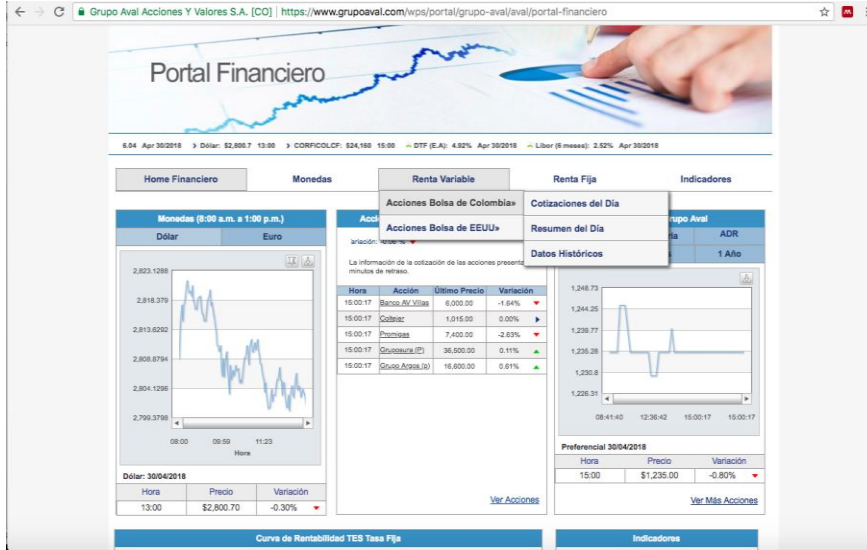 Grupo Aval Acciones Y Valores S.A. [CO] | https://www.grupoaval.com/wps/portal/grupo-aval/aval/portal-financiero
Portal Financiero
6.04 Apr 30/2018 > Dólar: $2,800.7 13:00 > CORFICOLCF: $24,160 15:00 DTF (E.A): 4.92% Apr 30/2018 Libor (6 meses): 2.52% Apr 30/2018
Home Financiero Monedas Renta Variable Renta Fija Indicadores
Acciones Bolsa de Colombia» Cotizaciones del Día
Acciones Bolsa de EEUU» Resumen del Día
Datos Históricos
Monedas (8:00 a.m. a 1:00 p.m.)
Dólar Euro
2,823.1288
2,818.379
2,813.6292
2,808.8794
2,804.1296
2,799.3798
08:00 09:59 11:23
Hora
Dólar: 30/04/2018
Hora Precio Variación
13:00 $2,800.70 -0.30%
ariación: -0.06 %
La información de la cotización de las acciones presenta
minutos de retraso.
Hora Acción Último Precio Variación
15:00:17 Banco AV Villas 6,000.00 -1.64%
15:00:17 Coltejer 1,015.00 0.00%
15:00:17 Promigas 7,400.00 -2.63%
15:00:17 Gruposura (P) 36,500.00 0.11%
15:00:17 Grupo Argos (p) 16,600.00 0.61%
Ver Acciones
rupo Aval
ADR
1 Año
1,248.73
1,244.25
1,239.77
1,235.28
1,230.8
1,226.31
08:41:40 12:36:42 15:00:17 15:00:17
Preferencial 30/04/2018
Hora Precio Variación
15:00 $1,235.00 -0.80%
Ver Más Acciones
Curva de Rentabilidad TES Tasa Fija
Indicadores